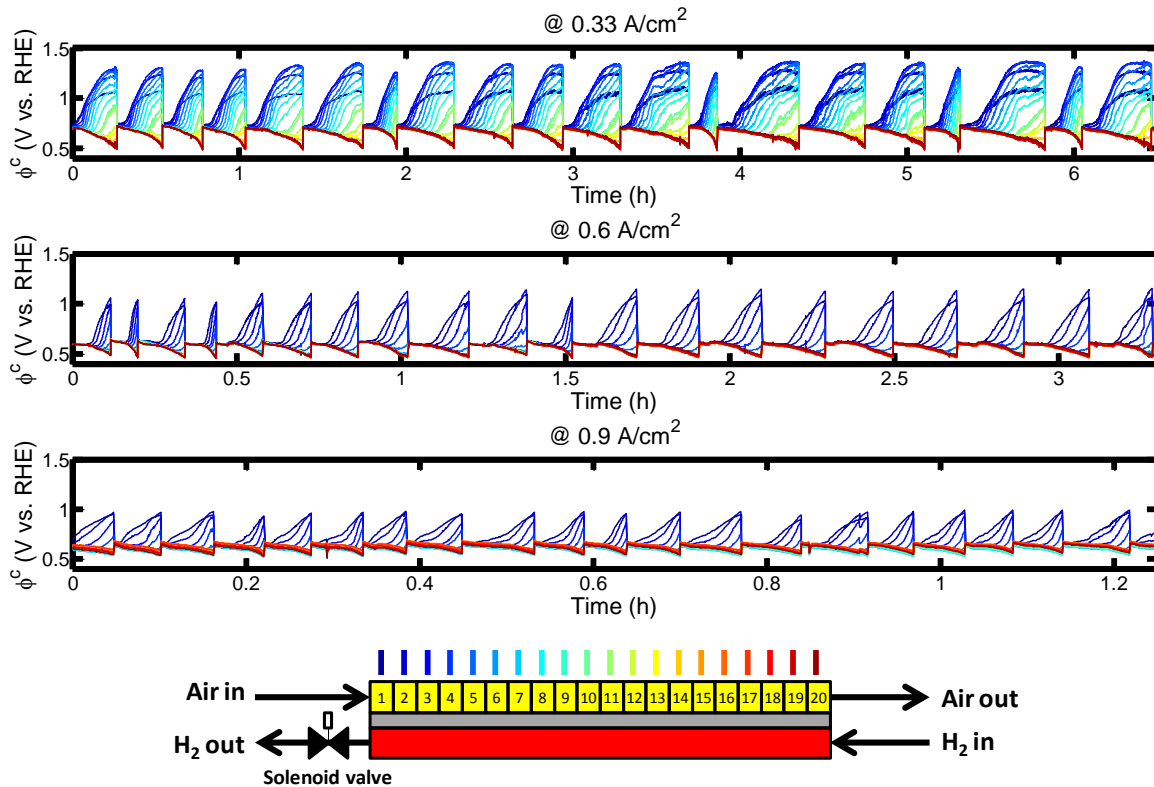 @ 0.33 A/cm²
1.5
1
0.5
ϕᶜ (V vs. RHE)
0 1 2 3 4 5 6
Time (h)
@ 0.6 A/cm²
1.5
1
0.5
ϕᶜ (V vs. RHE)
0 0.5 1 1.5 2 2.5 3
Time (h)
@ 0.9 A/cm²
1.5
1
0.5
ϕᶜ (V vs. RHE)
0 0.2 0.4 0.6 0.8 1 1.2
Time (h)
Air in
1 2 3 4 5 6 7 8 9 10 11 12 13 14 15 16 17 18 19 20
Air out
H₂ out
H₂ in
Solenoid valve